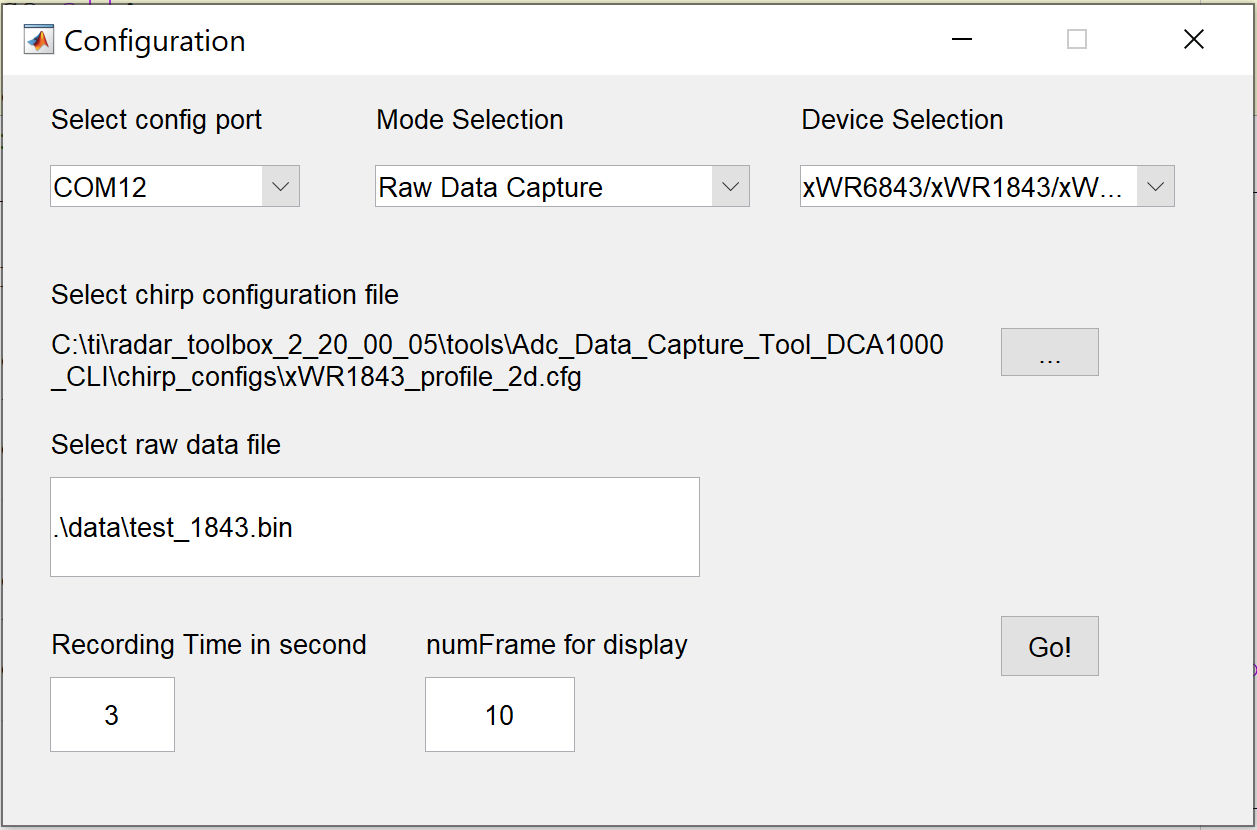 Configuration
Select config port
Mode Selection
Device Selection
COM12
Raw Data Capture
xWR6843/xWR1843/xW...
Select chirp configuration file
C:\ti\radar_toolbox_2_20_00_05\tools\Adc_Data_Capture_Tool_DCA1000
_CLI\chirp_configs\xWR1843_profile_2d.cfg
...
Select raw data file
.\data\test_1843.bin
Recording Time in second
numFrame for display
Go!
3
10